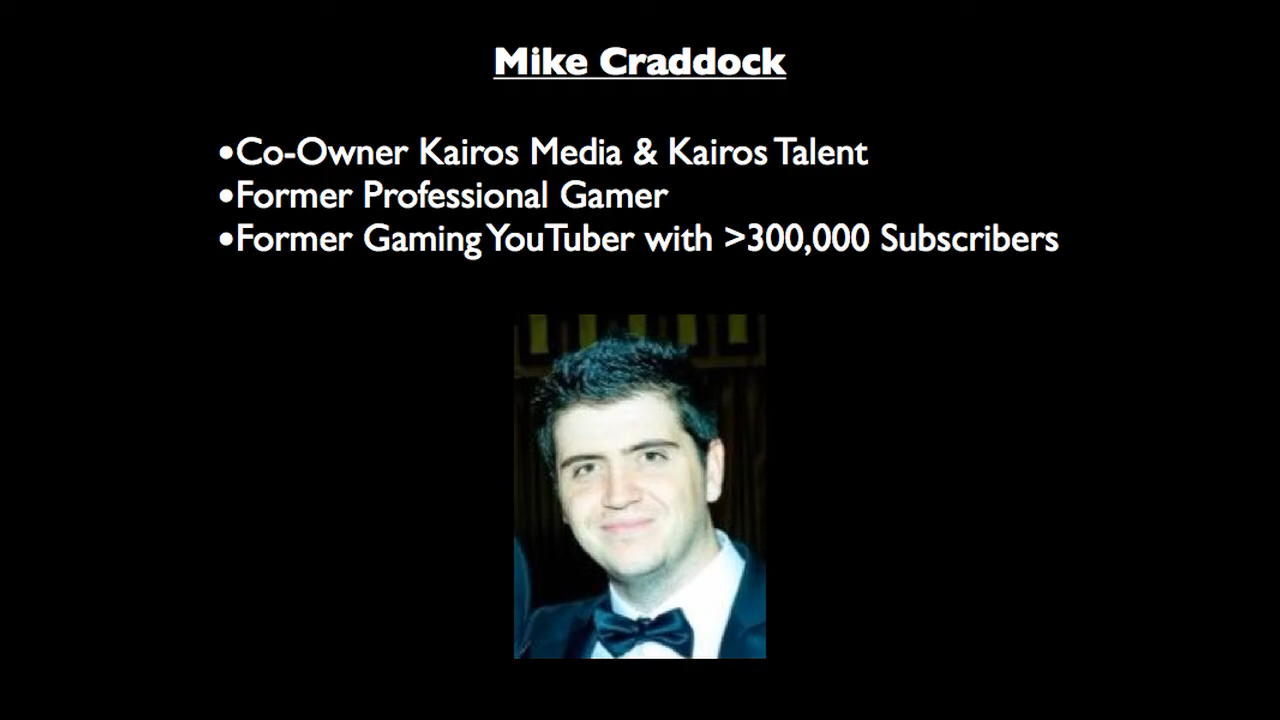 Mike Craddock
•Co-Owner Kairos Media & Kairos Talent
•Former Professional Gamer
•Former Gaming YouTuber with >300,000 Subscribers